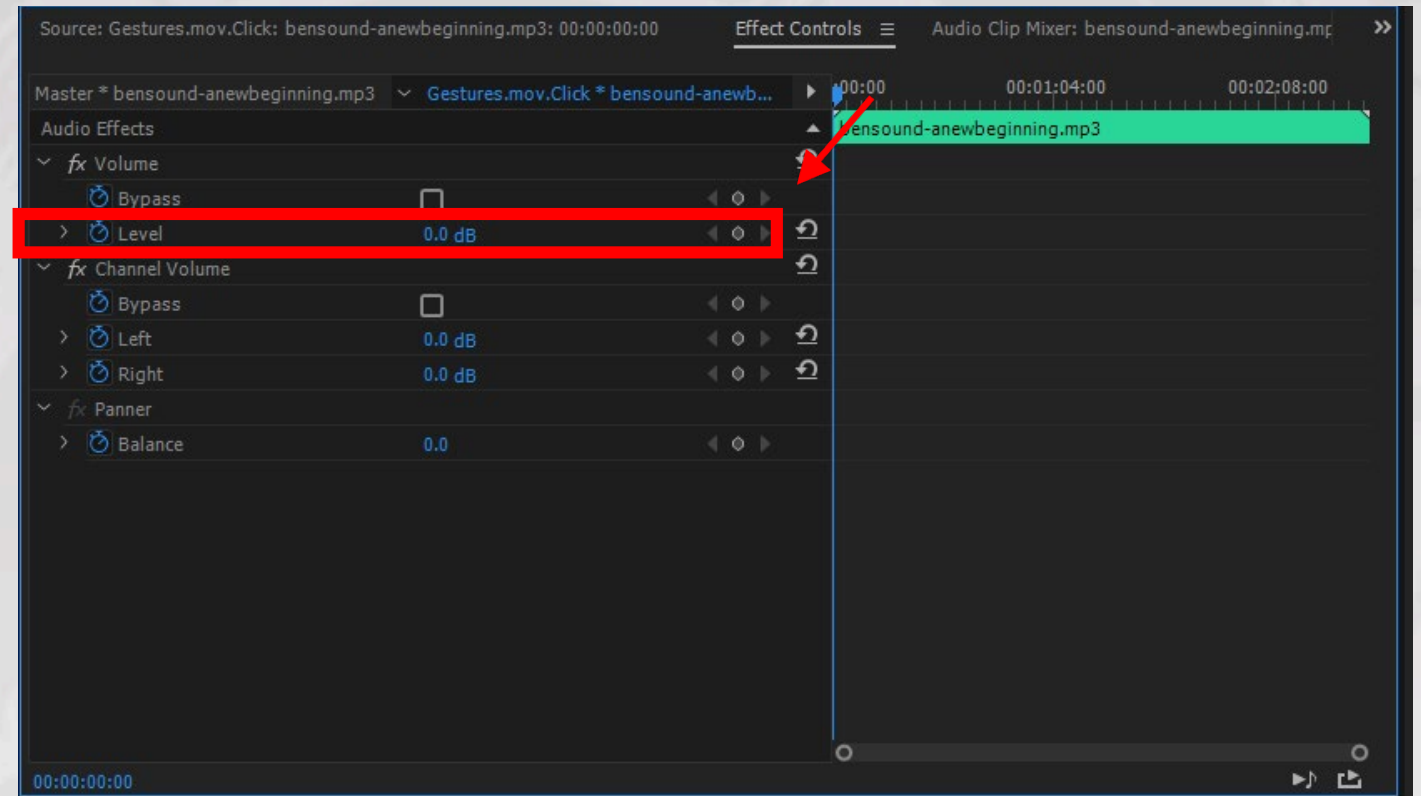 Source: Gestures.mov.Click: bensound-anewbeginning.mp3: 00:00:00:00 Effect Controls Audio Clip Mixer: bensound-anewbeginning.mp
Master * bensound-anewbeginning.mp3 Gestures.mov.Click * bensound-anewb... :00:00 00:01:04:00 00:02:08:00
Audio Effects bensound-anewbeginning.mp3
fx Volume
Bypass
Level 0.0 dB
fx Channel Volume
Bypass
Left 0.0 dB
Right 0.0 dB
fx Panner
Balance 0.0
00:00:00:00